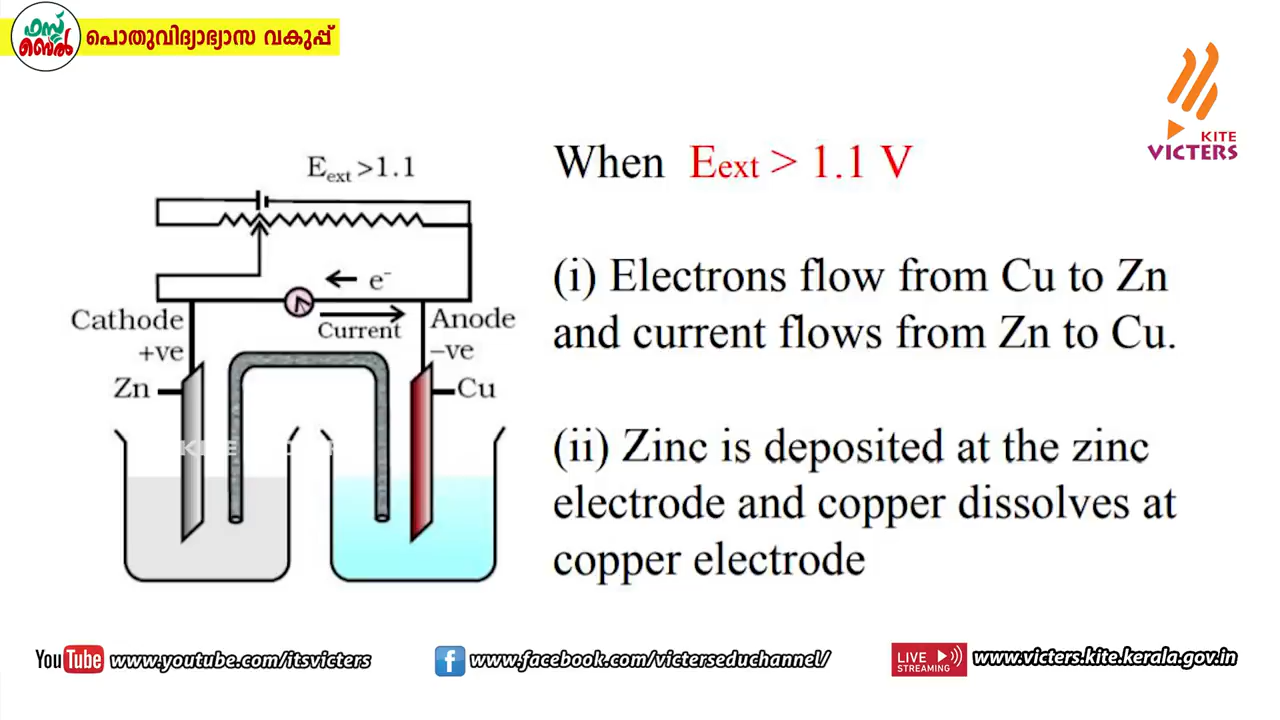 ഫസ്റ്റ്
ബെൽ
പൊതുവിദ്യാഭ്യാസ വകുപ്പ്
KITE
VICTERS
Eext >1.1
e⁻
Current
Cathode
+ve
Anode
–ve
Zn
Cu
When Eext > 1.1 V
(i) Electrons flow from Cu to Zn
and current flows from Zn to Cu.
(ii) Zinc is deposited at the zinc
electrode and copper dissolves at
copper electrode
KITE
YouTube www.youtube.com/itsvicters
f www.facebook.com/victerseduchannel/
LIVE
STREAMING
www.victers.kite.kerala.gov.in